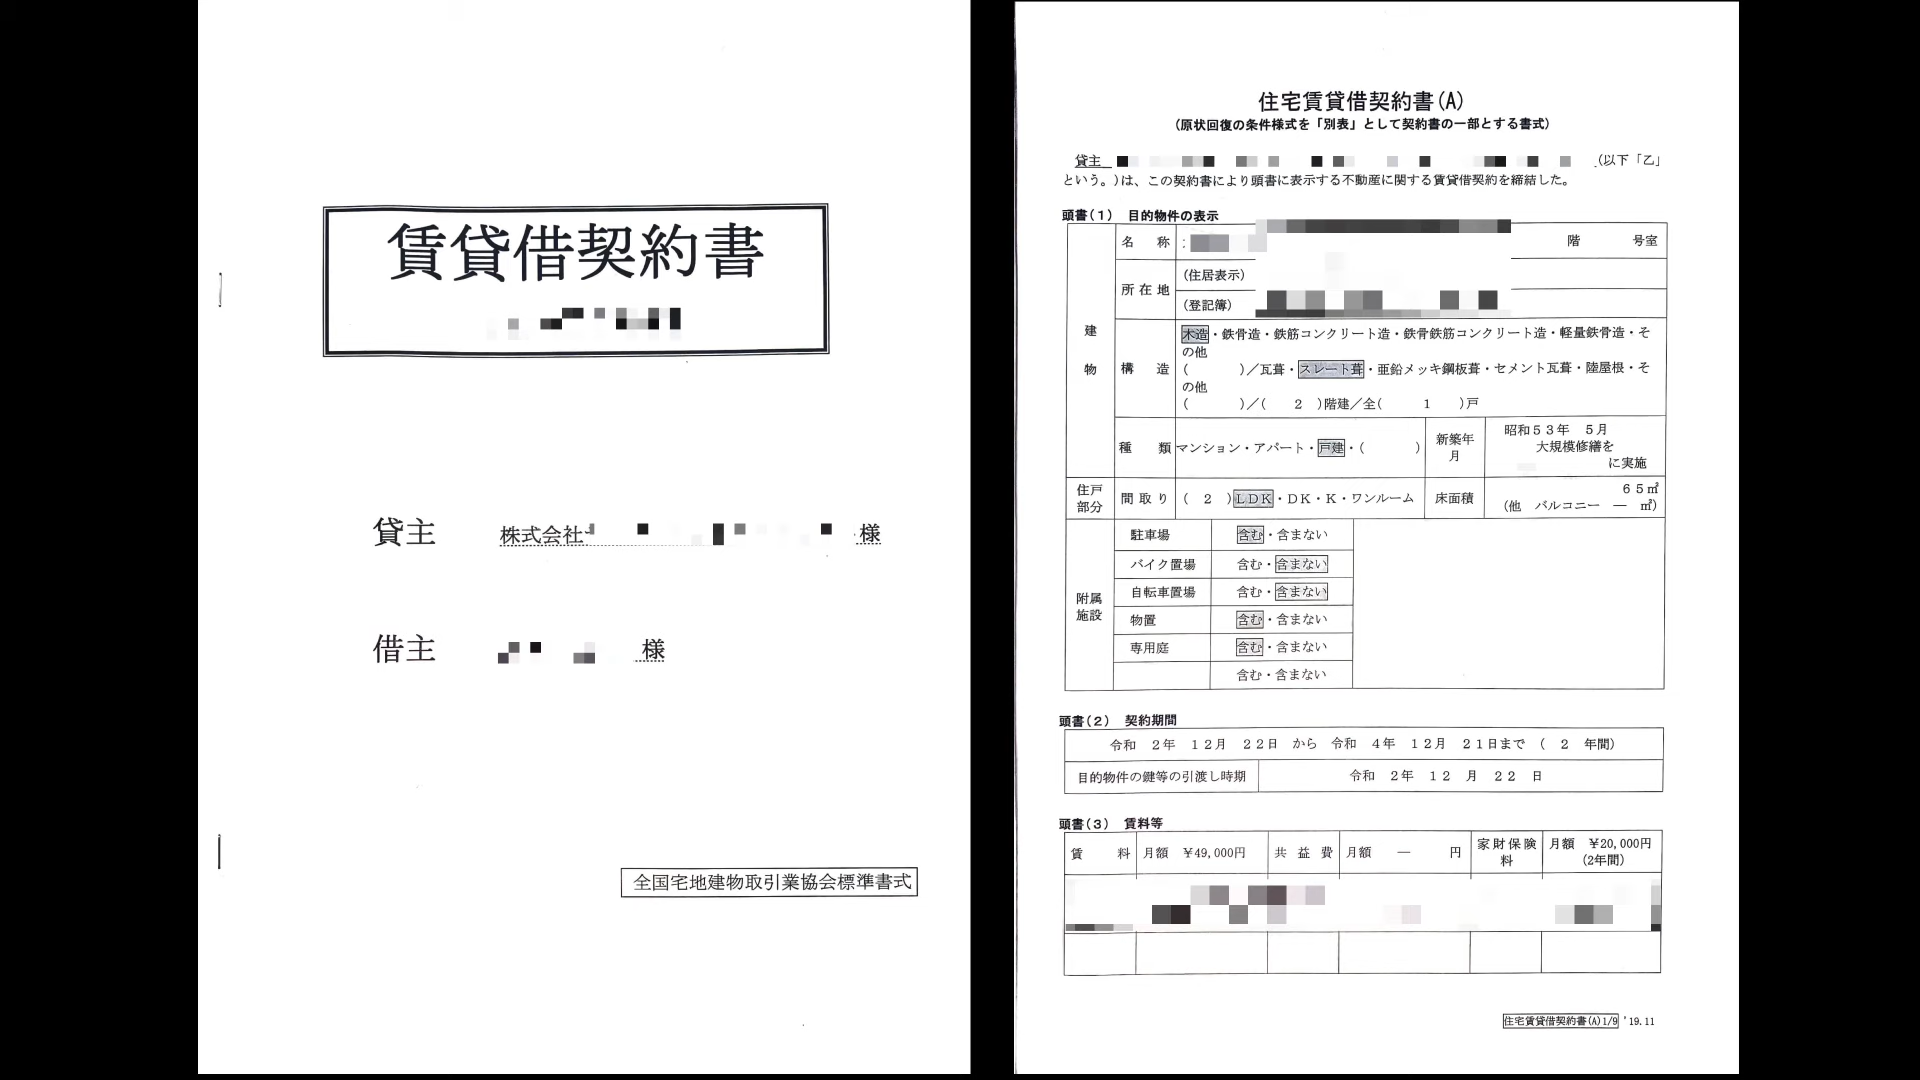 賃貸借契約書
貸主 株式会社 様
借主 様
全国宅地建物取引業協会標準書式
住宅賃貸借契約書(A)
(原状回復の条件様式を「別表」として契約書の一部とする書式)
貸主 (以下「乙」
という。)は、この契約書により頭書に表示する不動産に関する賃貸借契約を締結した。
頭書(1) 目的物件の表示
建物
名称 : 階 号室
所在地 (住居表示)
(登記簿)
構造 木造・鉄骨造・鉄筋コンクリート造・鉄骨鉄筋コンクリート造・軽量鉄骨造・そ
の他
( )/瓦葺・スレート葺・亜鉛メッキ鋼板葺・セメント瓦葺・陸屋根・そ
の他
( )/( 2 )階建/全( 1 )戸
種類 マンション・アパート・戸建・( ) 新築年月 昭和53年 5月
大規模修繕を
に実施
住戸部分 間取り ( 2 )LDK・DK・K・ワンルーム 床面積 65㎡
(他 バルコニー ― ㎡)
附属施設
駐車場 含む・含まない
バイク置場 含む・含まない
自転車置場 含む・含まない
物置 含む・含まない
専用庭 含む・含まない
含む・含まない
頭書(2) 契約期間
令和 2年 12月 22日 から 令和 4年 12月 21日まで ( 2 年間)
目的物件の鍵等の引渡し時期 令和 2年 12 月 22 日
頭書(3) 賃料等
賃料 月額 ¥49,000円 共益費 月額 ― 円 家財保険料 月額 ¥20,000円
(2年間)
住宅賃貸借契約書(A)1/9 '19.11